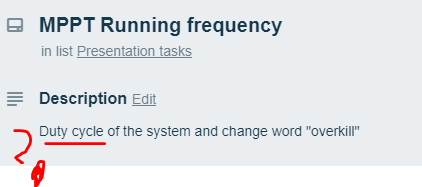 MPPT Running frequency
in list Presentation tasks
Description Edit
Duty cycle of the system and change word "overkill"